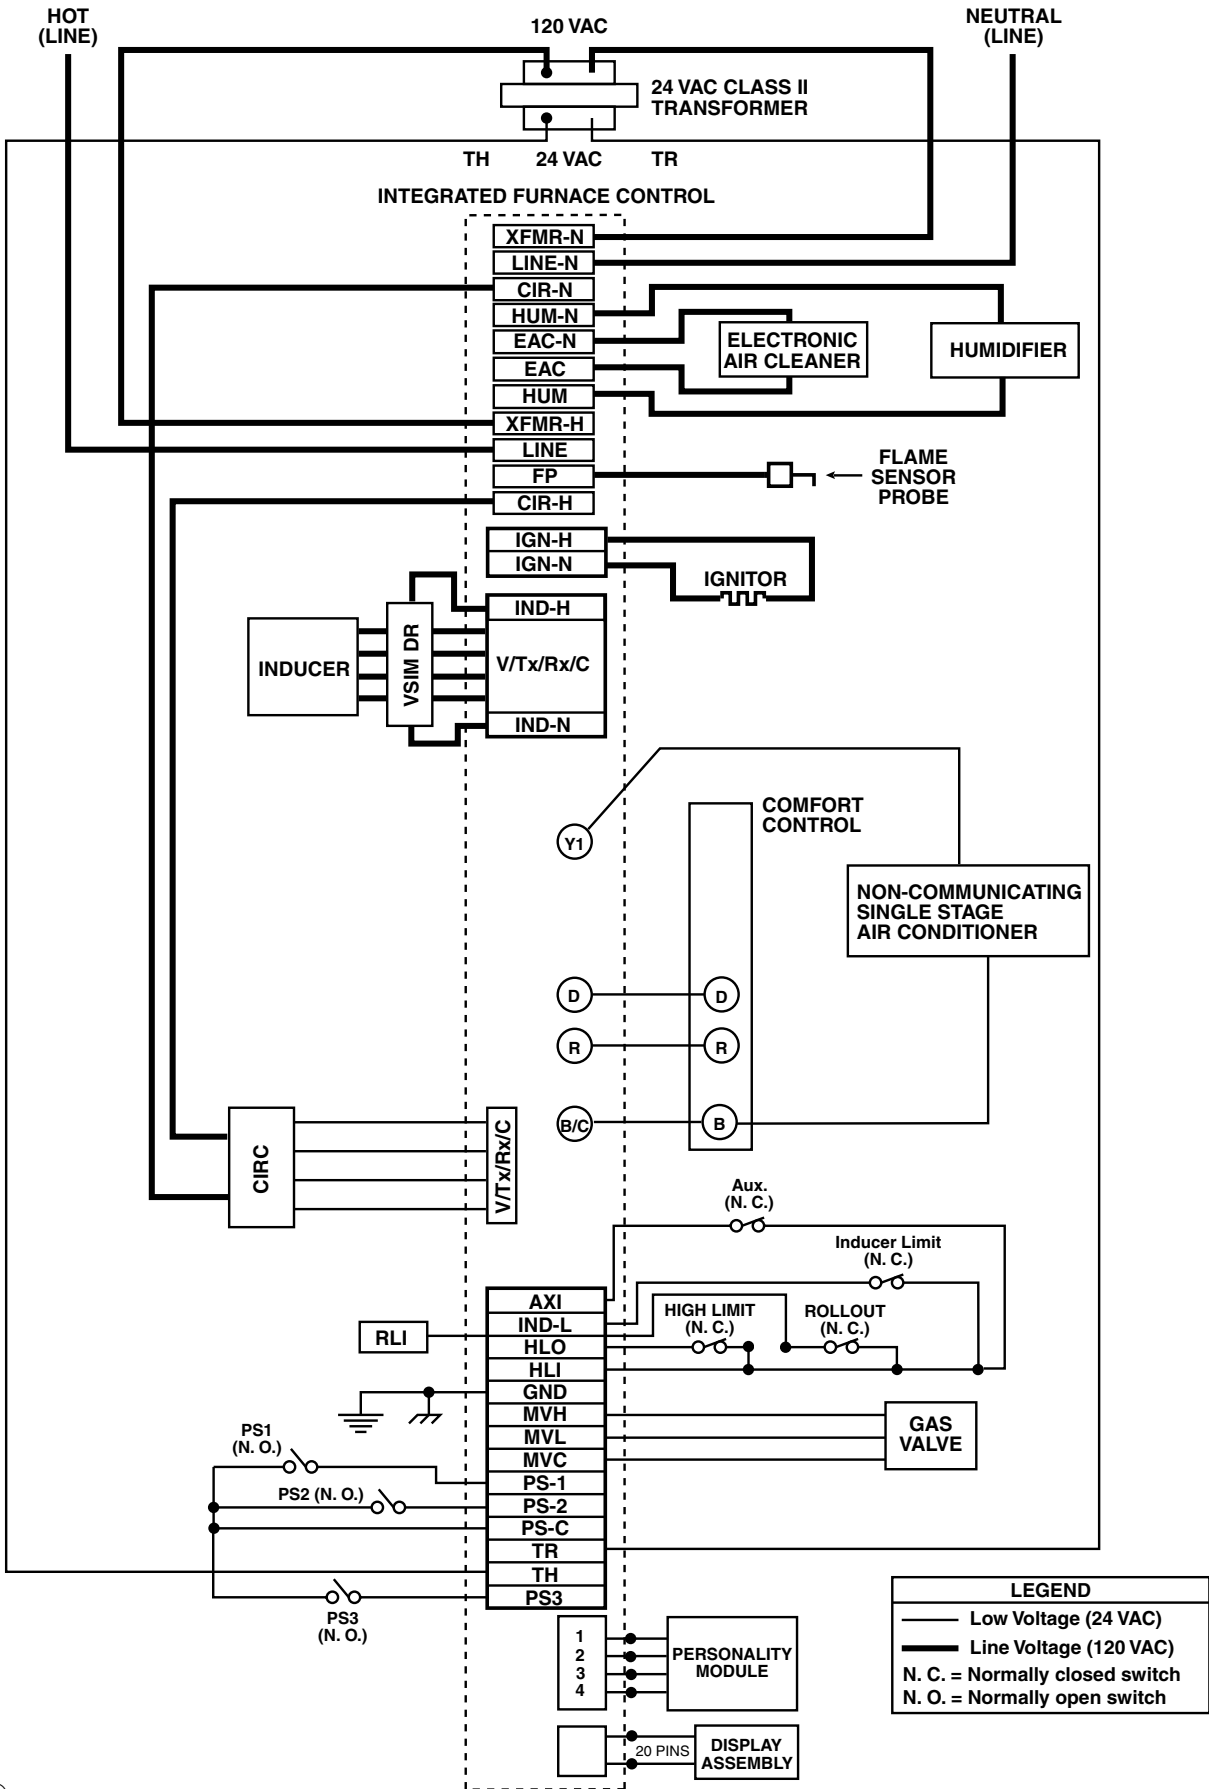 HOT
(LINE)
120 VAC
NEUTRAL
(LINE)
24 VAC CLASS II
TRANSFORMER
TH
24 VAC
TR
INTEGRATED FURNACE CONTROL
XFMR-N
LINE-N
CIR-N
HUM-N
EAC-N
EAC
HUM
XFMR-H
LINE
FP
CIR-H
ELECTRONIC
AIR CLEANER
HUMIDIFIER
FLAME
SENSOR
PROBE
IGN-H
IGN-N
IGNITOR
IND-H
V/Tx/Rx/C
IND-N
INDUCER
VSIM DR
Y1
COMFORT
CONTROL
NON-COMMUNICATING
SINGLE STAGE
AIR CONDITIONER
D
D
R
R
B/C
B
CIRC
V/Tx/Rx/C
Aux.
(N. C.)
Inducer Limit
(N. C.)
HIGH LIMIT
(N. C.)
ROLLOUT
(N. C.)
RLI
AXI
IND-L
HLO
HLI
GND
MVH
MVL
MVC
PS-1
PS-2
PS-C
TR
TH
PS3
GAS
VALVE
PS1
(N. O.)
PS2 (N. O.)
PS3
(N. O.)
1
2
3
4
PERSONALITY
MODULE
20 PINS
DISPLAY
ASSEMBLY
LEGEND
Low Voltage (24 VAC)
Line Voltage (120 VAC)
N. C. = Normally closed switch
N. O. = Normally open switch